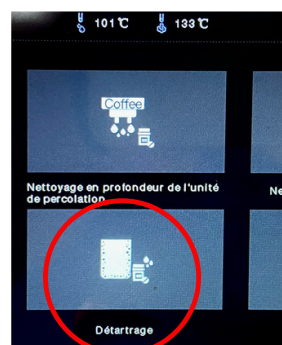 101℃ 133℃
Coffee
Nettoyage en profondeur de l'unité
de percolation
Ne
Détartrage